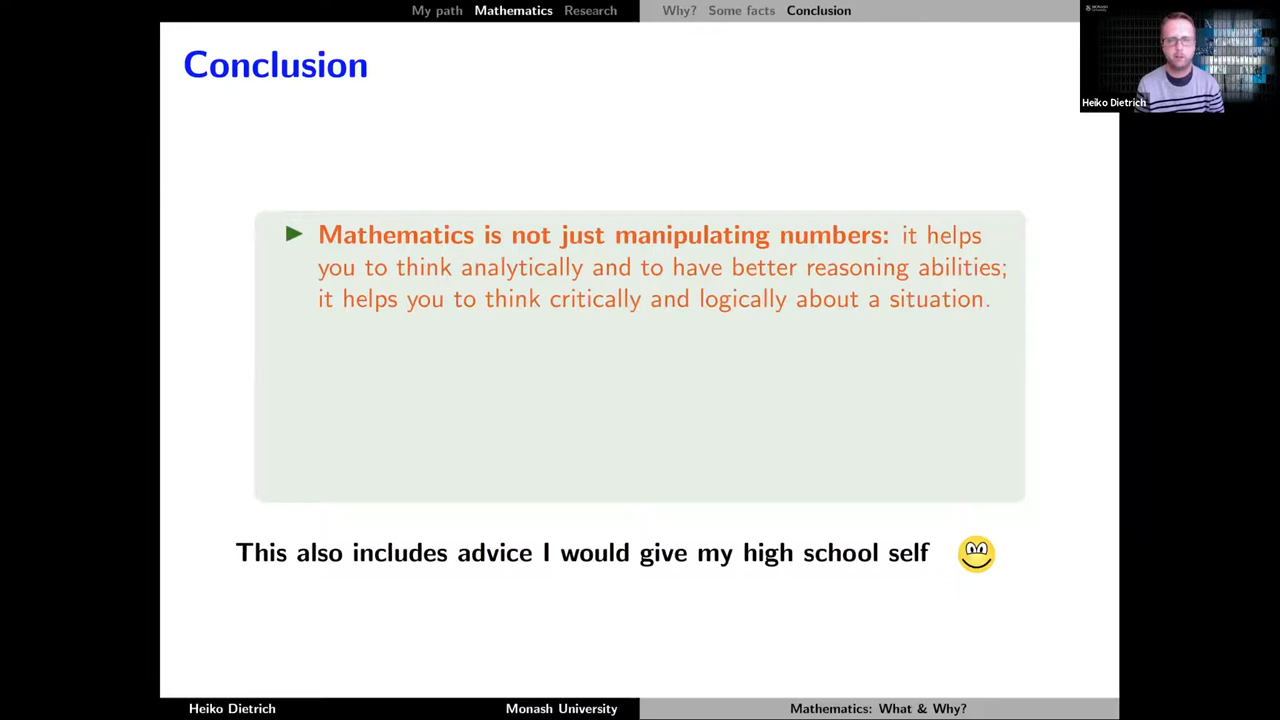 My path Mathematics Research Why? Some facts Conclusion
MONASH
University
Conclusion
Heiko Dietrich
Mathematics is not just manipulating numbers: it helps
you to think analytically and to have better reasoning abilities;
it helps you to think critically and logically about a situation.
This also includes advice I would give my high school self
Heiko Dietrich Monash University Mathematics: What & Why?